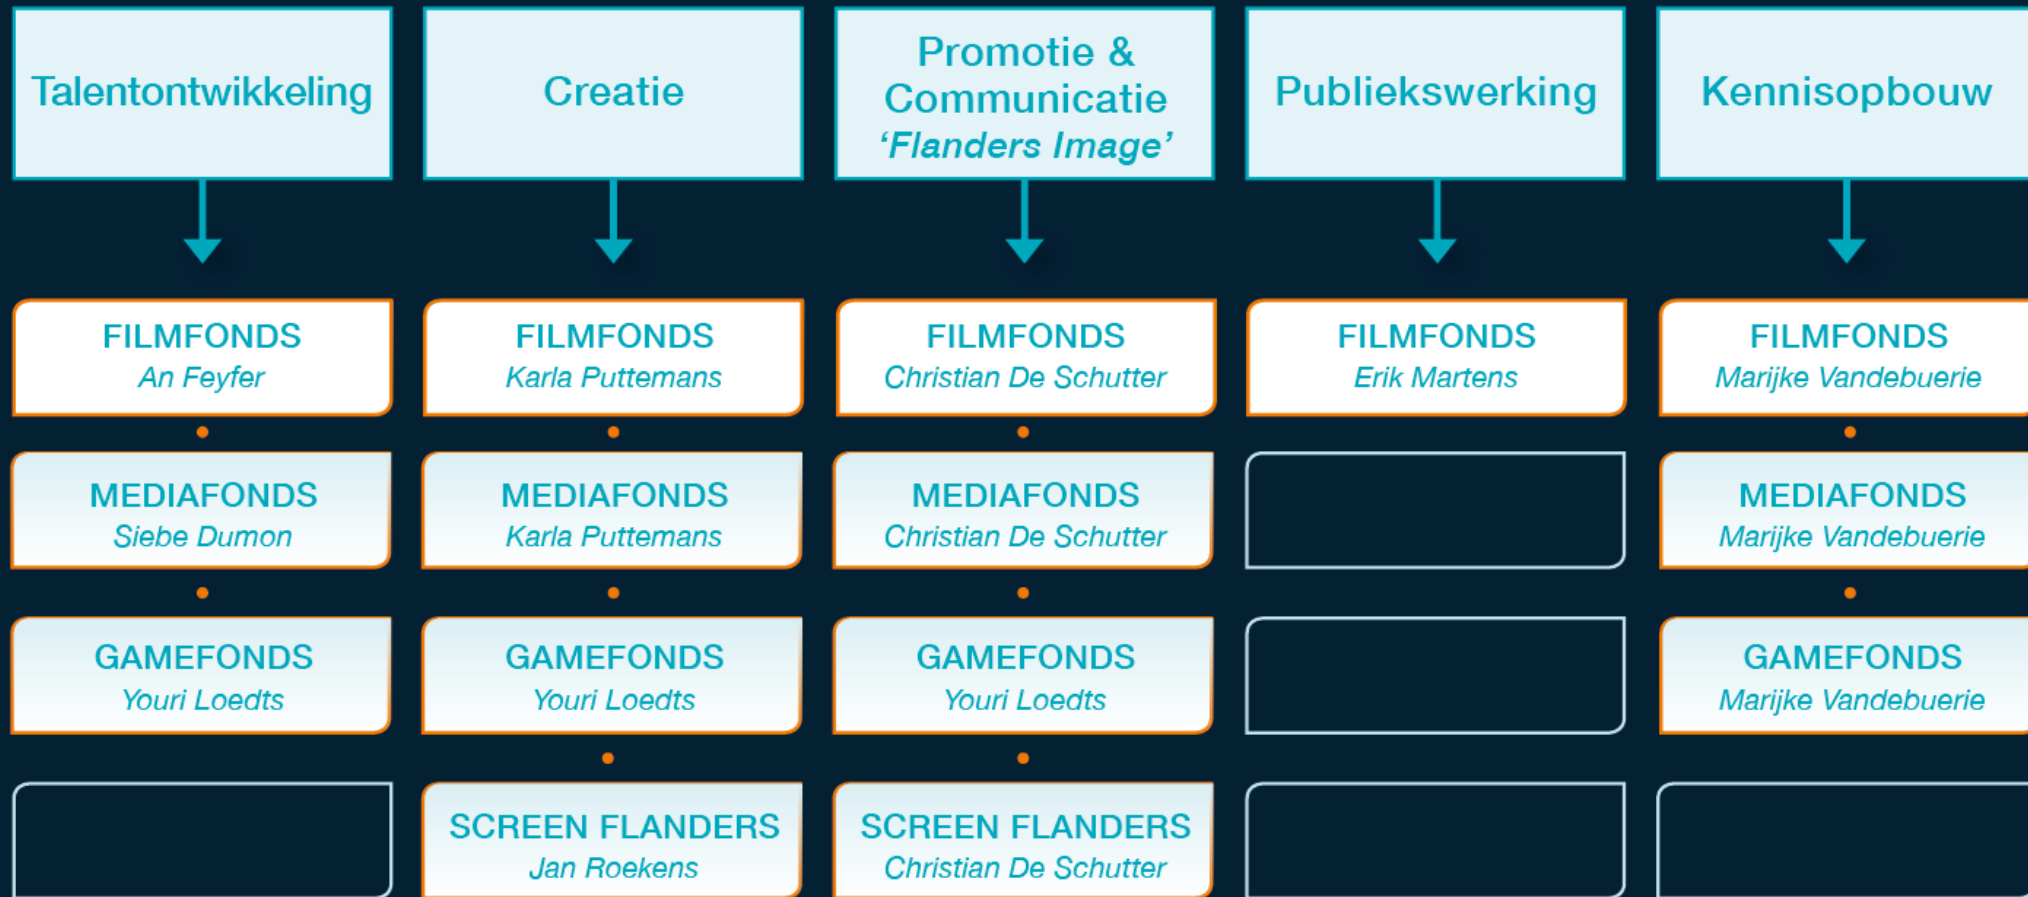 Talentontwikkeling
Creatie
Promotie &
Communicatie
‘Flanders Image’
Publiekswerking
Kennisopbouw
FILMFONDS
An Feyfer
FILMFONDS
Karla Puttemans
FILMFONDS
Christian De Schutter
FILMFONDS
Erik Martens
FILMFONDS
Marijke Vandebuerie
MEDIAFONDS
Siebe Dumon
MEDIAFONDS
Karla Puttemans
MEDIAFONDS
Christian De Schutter
MEDIAFONDS
Marijke Vandebuerie
GAMEFONDS
Youri Loedts
GAMEFONDS
Youri Loedts
GAMEFONDS
Youri Loedts
GAMEFONDS
Marijke Vandebuerie
SCREEN FLANDERS
Jan Roekens
SCREEN FLANDERS
Christian De Schutter